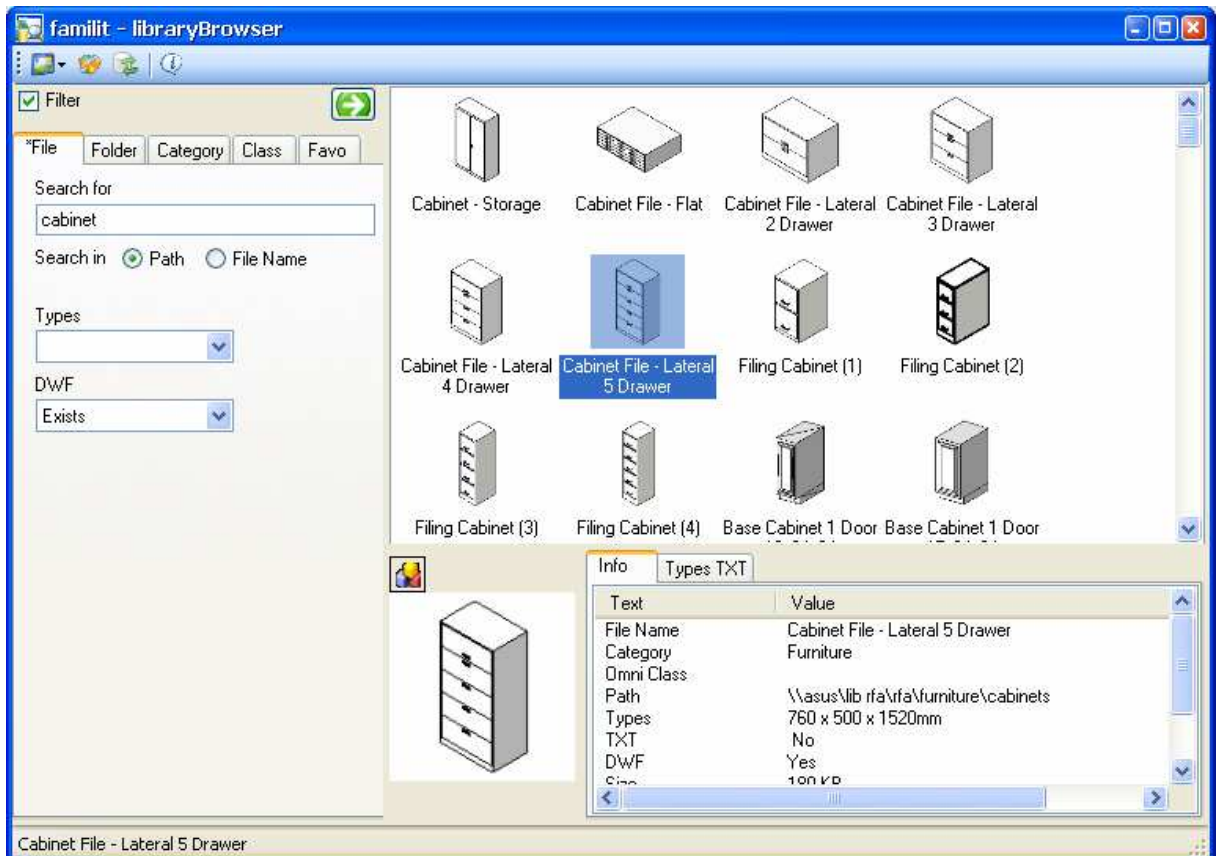 familit - libraryBrowser
Filter
*File
Folder
Category
Class
Favo
Search for
cabinet
Search in
Path
File Name
Types
DWF
Exists
Cabinet - Storage
Cabinet File - Flat
Cabinet File - Lateral
2 Drawer
Cabinet File - Lateral
3 Drawer
Cabinet File - Lateral
4 Drawer
Cabinet File - Lateral
5 Drawer
Filing Cabinet (1)
Filing Cabinet (2)
Filing Cabinet (3)
Filing Cabinet (4)
Base Cabinet 1 Door
Base Cabinet 1 Door
Info
Types TXT
Text Value
File Name Cabinet File - Lateral 5 Drawer
Category Furniture
Omni Class
Path \\asus\lib rfa\rfa\furniture\cabinets
Types 760 x 500 x 1520mm
TXT No
DWF Yes
Cabinet File - Lateral 5 Drawer